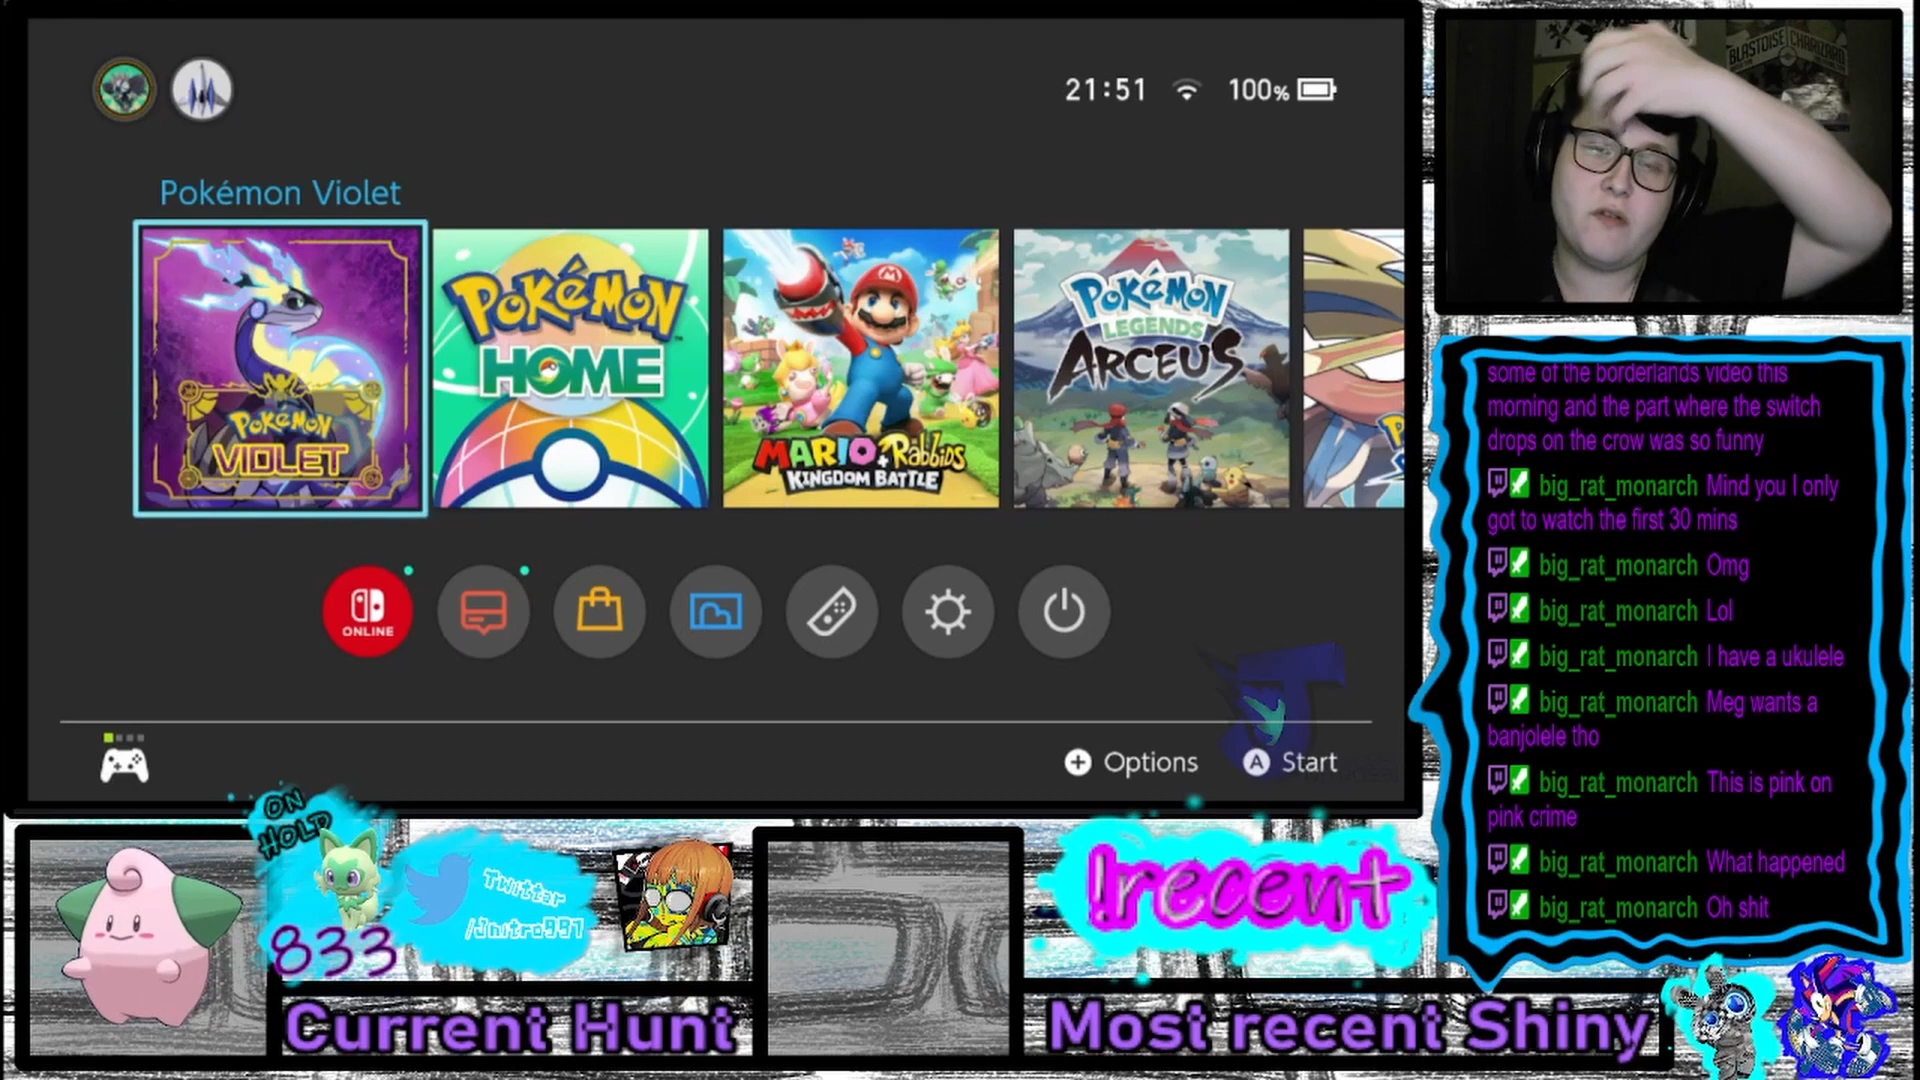 21:51
100%
Pokémon Violet
POKÉMON
VIOLET
POKÉMON
HOME
MARIO + Rabbids
KINGDOM BATTLE
POKÉMON
LEGENDS
ARCEUS
ONLINE
+ Options
A Start
BLASTOISE
CHARIZARD
some of the borderlands video this
morning and the part where the switch
drops on the crow was so funny
big_rat_monarch Mind you I only
got to watch the first 30 mins
big_rat_monarch Omg
big_rat_monarch Lol
big_rat_monarch I have a ukulele
big_rat_monarch Meg wants a
banjolele tho
big_rat_monarch This is pink on
pink crime
big_rat_monarch What happened
big_rat_monarch Oh shit
ON
HOLD
833
Twitter
/Jnitro991
!recent
Current Hunt
Most recent Shiny